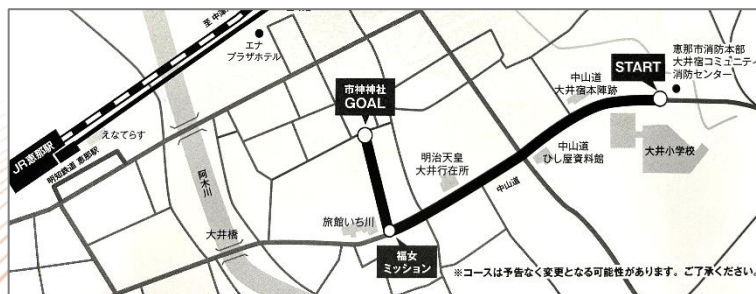 至 中津川
エナ
プラザホテル
市神神社
GOAL
START
恵那市消防本部
大井宿コミュニティ
消防センター
中山道
大井宿本陣跡
えなてらす
JR恵那駅
明知鉄道 恵那駅
阿木川
明治天皇
大井行在所
中山道
ひし屋資料館
大井小学校
中山道
旅館いち川
大井橋
福女
ミッション
※コースは予告なく変更となる可能性があります。ご了承ください。